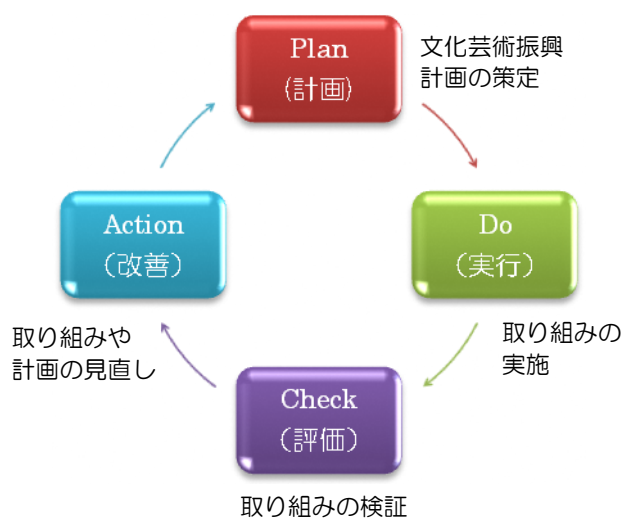 Plan
(計画)
文化芸術振興
計画の策定
Do
(実行)
取り組みの
実施
Check
(評価)
取り組みの検証
Action
(改善)
取り組みや
計画の見直し